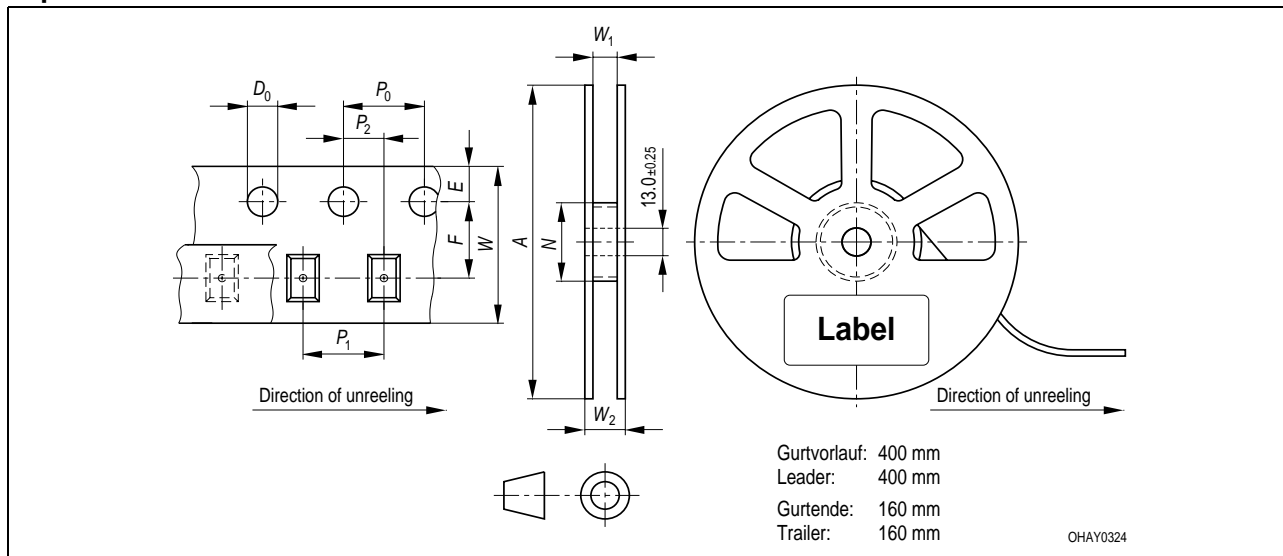 W₁
D₀
P₀
P₂
E
F
W
A
N
13.0±0.25
P₁
Label
Direction of unreeling
W₂
Direction of unreeling
Gurtvorlauf: 400 mm
Leader: 400 mm
Gurtende: 160 mm
Trailer: 160 mm
OHAY0324